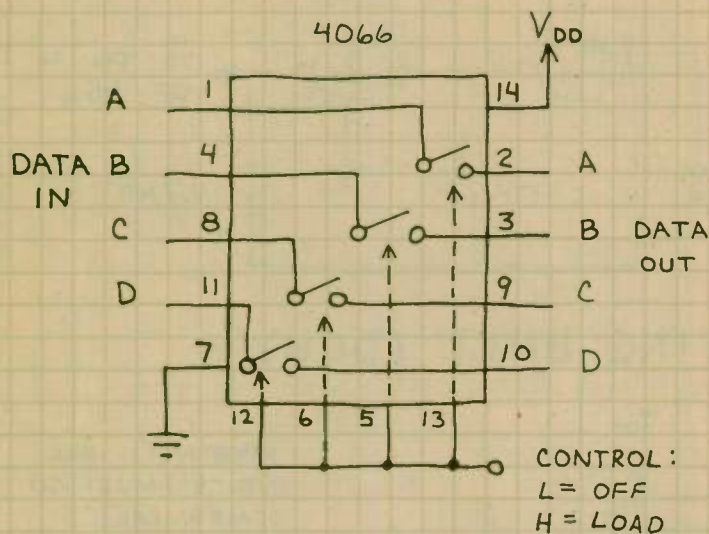 4066
V DD
A 1 14
DATA IN B 4 2 A
C 8 3 B DATA OUT
D 11 9 C
7 10 D
12 6 5 13
CONTROL:
L = OFF
H = LOAD